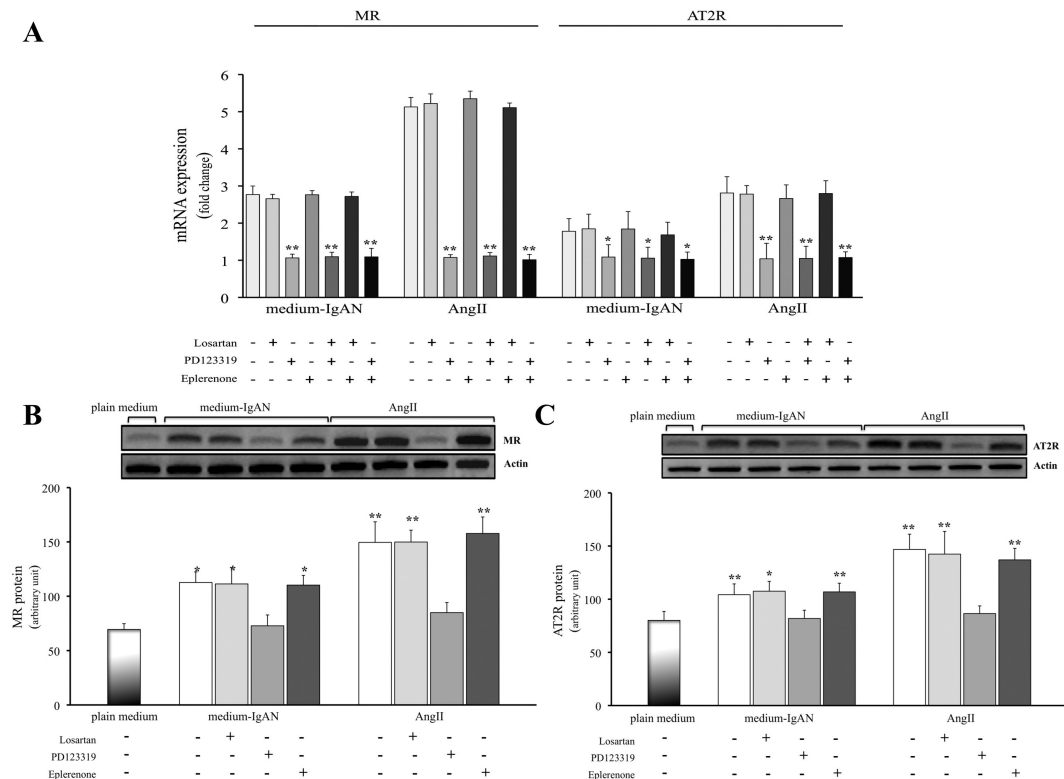 A
MR AT2R
mRNA expression
(fold change)
6
5
4
3
2
1
0
** ** ** ** ** ** * * * ** ** **
medium-IgAN AngII medium-IgAN AngII
Losartan - + - - + + - - + - - + + - - + - - + + - - + - - + + -
PD123319 - - + - + - + - - + - + - + - - + - + - + - - + - + - +
Eplerenone - - - + - + + - - - + - + + - - - + - + + - - - + - + +
B
plain medium medium-IgAN AngII
MR
Actin
MR protein
(arbitrary unit)
200
150
100
50
0
* * * ** ** **
plain medium medium-IgAN AngII
Losartan - - + - - - + - -
PD123319 - - - + - - - + -
Eplerenone - - - - + - - - +
C
plain medium medium-IgAN AngII
AT2R
Actin
AT2R protein
(arbitrary unit)
200
150
100
50
0
** * ** ** ** **
plain medium medium-IgAN AngII
Losartan - - + - - - + - -
PD123319 - - - + - - - + -
Eplerenone - - - - + - - - +